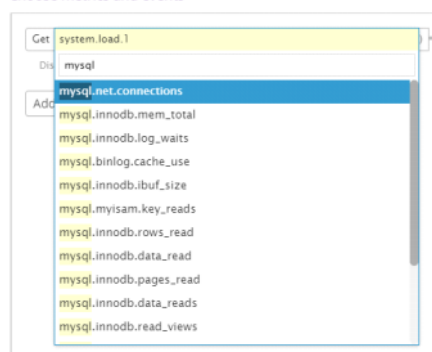 Get system.load.1
Dis mysql
Add
mysql.net.connections
mysql.innodb.mem_total
mysql.innodb.log_waits
mysql.binlog.cache_use
mysql.innodb.ibuf_size
mysql.myisam.key_reads
mysql.innodb.rows_read
mysql.innodb.data_read
mysql.innodb.pages_read
mysql.innodb.data_reads
mysql.innodb.read_views